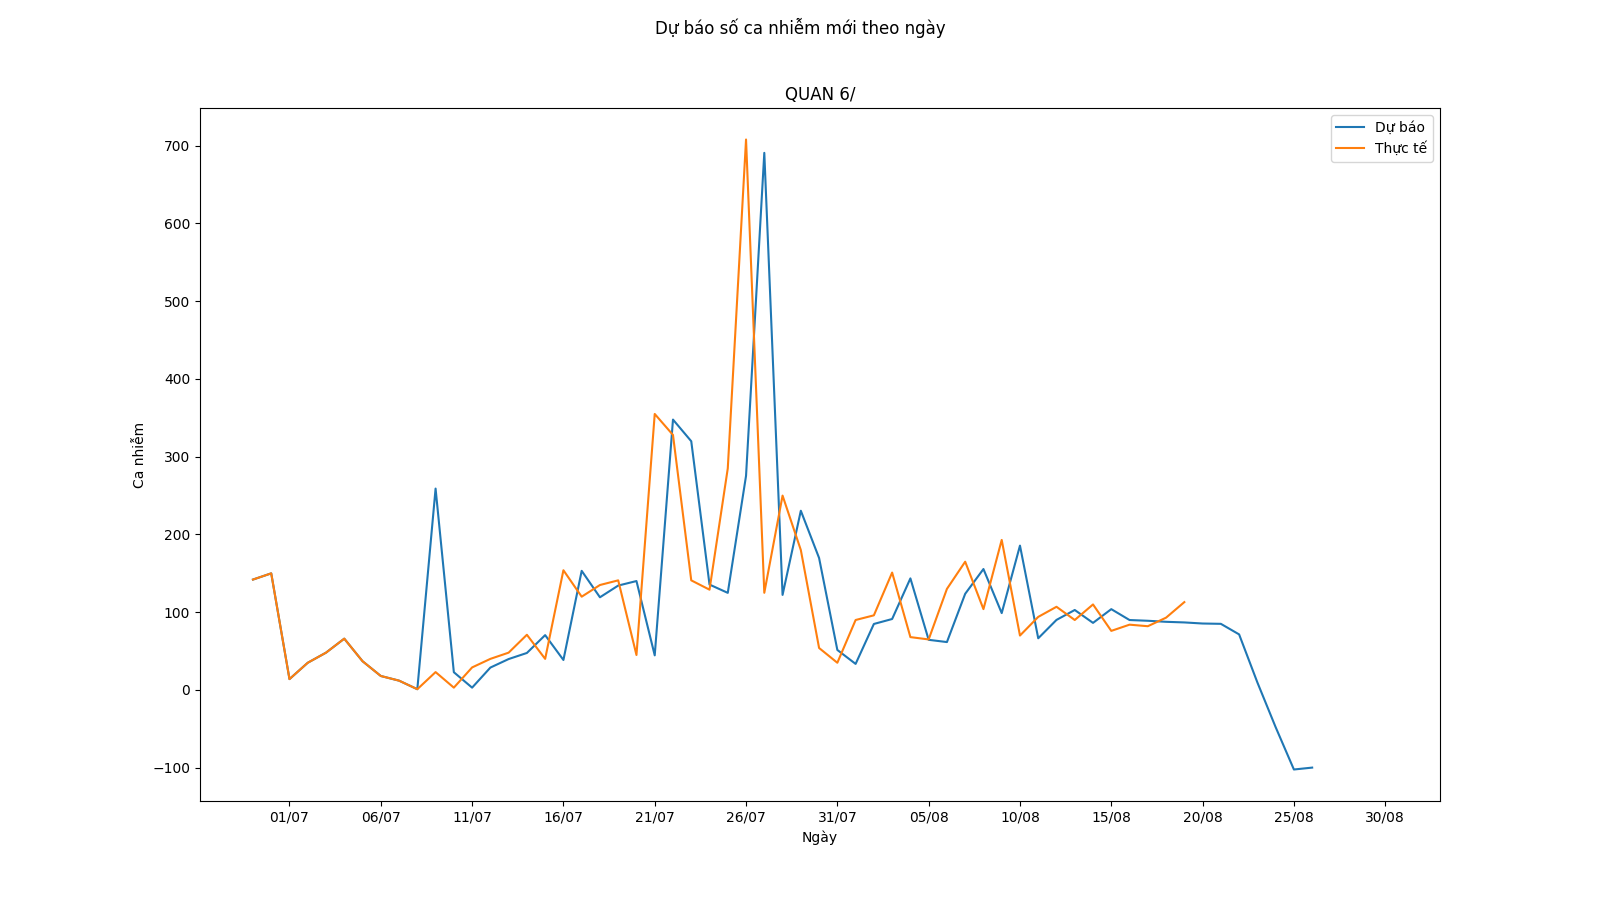 Dự báo số ca nhiễm mới theo ngày
QUAN 6/
Dự báo
Thực tế
700
600
500
400
300
200
100
0
−100
Ca nhiễm
01/07 06/07 11/07 16/07 21/07 26/07 31/07 05/08 10/08 15/08 20/08 25/08 30/08
Ngày